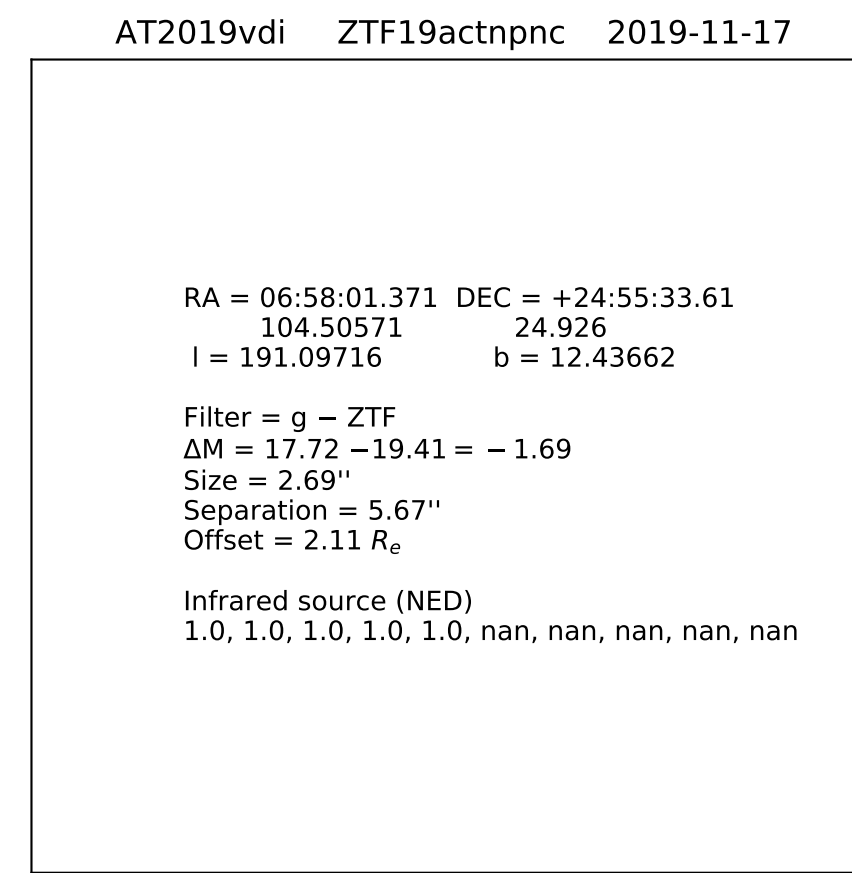 AT2019vdi ZTF19actnpnc 2019-11-17
RA = 06:58:01.371 DEC = +24:55:33.61
104.50571 24.926
l = 191.09716 b = 12.43662
Filter = g − ZTF
ΔM = 17.72 −19.41 = − 1.69
Size = 2.69''
Separation = 5.67''
Offset = 2.11 Re
Infrared source (NED)
1.0, 1.0, 1.0, 1.0, 1.0, nan, nan, nan, nan, nan